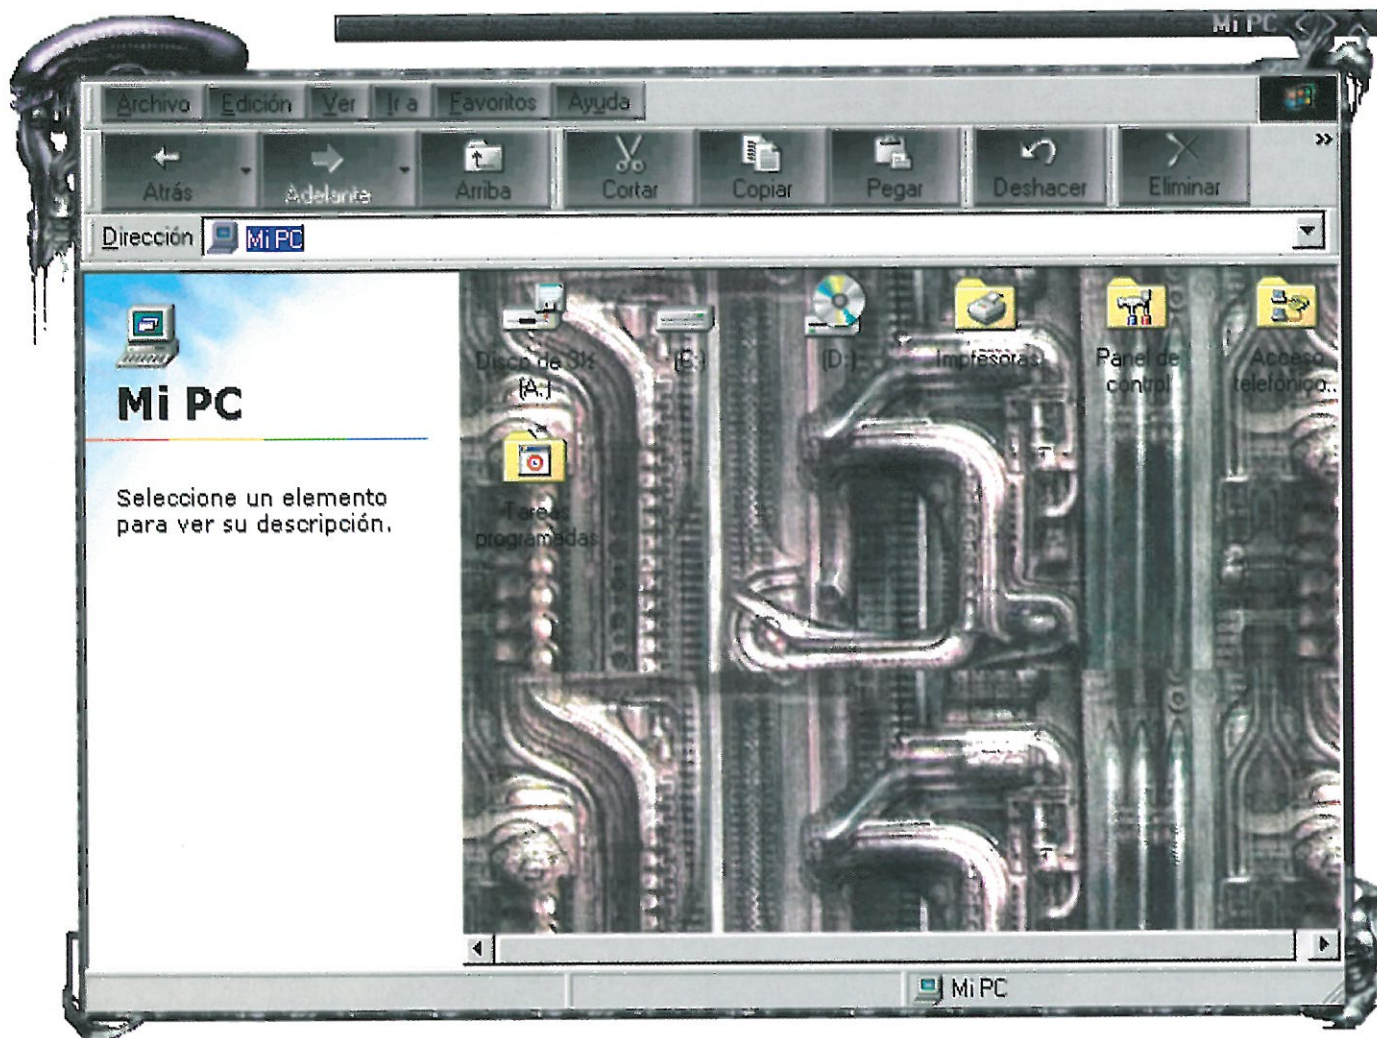 Mi PC
Archivo Edición Ver Ir a Favoritos Ayuda
»
Atrás Adelante Arriba Cortar Copiar Pegar Deshacer Eliminar
Dirección Mi PC
Mi PC
Seleccione un elemento
para ver su descripción.
Disco de 3½ (E:) (D:) Impresoras Panel de Acceso
(A:) control telefónico...
Tareas
programadas
Mi PC